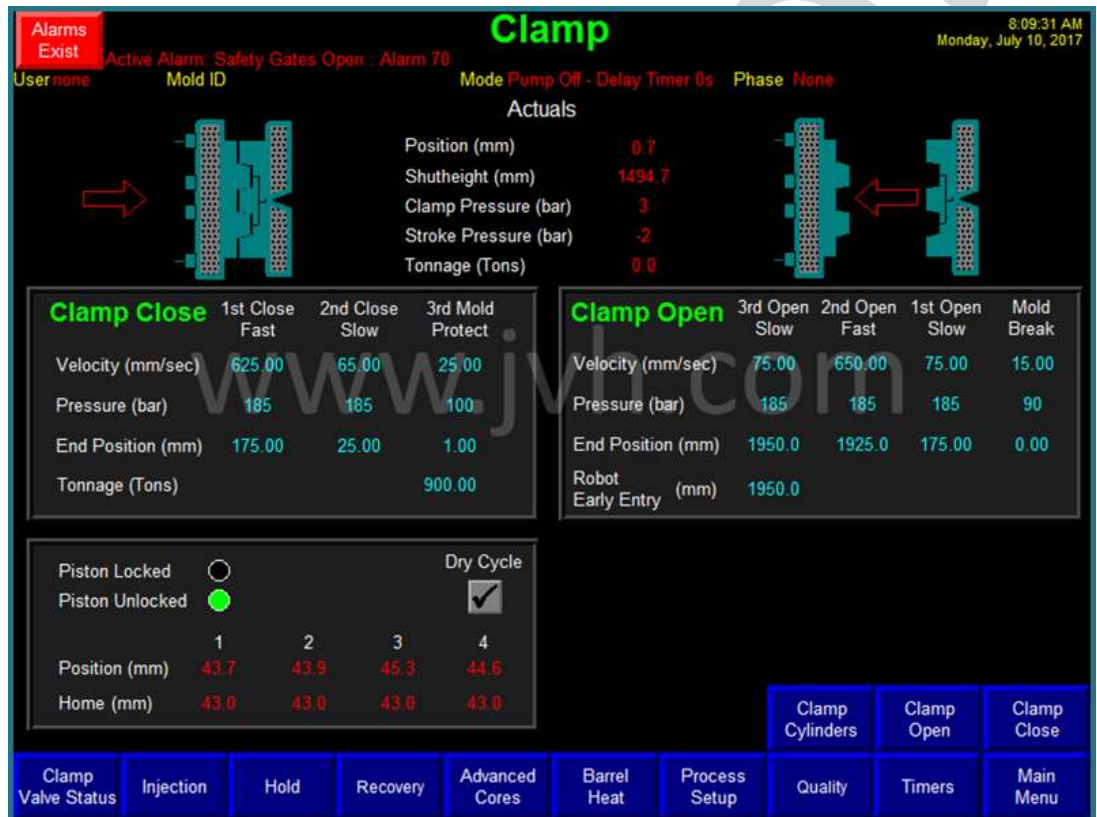 Alarms Exist
Clamp
8:09:31 AM
Monday, July 10, 2017
Active Alarm: Safety Gates Open : Alarm 70
User none Mold ID Mode Pump Off - Delay Timer 0s Phase None
Actuals
Position (mm) 0.7
Shutheight (mm) 1494.7
Clamp Pressure (bar) 3
Stroke Pressure (bar) -2
Tonnage (Tons) 0.0
Clamp Close 1st Close Fast 2nd Close Slow 3rd Mold Protect
Velocity (mm/sec) 625.00 65.00 25.00
Pressure (bar) 185 185 100
End Position (mm) 175.00 25.00 1.00
Tonnage (Tons) 900.00
Clamp Open 3rd Open Slow 2nd Open Fast 1st Open Slow Mold Break
Velocity (mm/sec) 75.00 650.00 75.00 15.00
Pressure (bar) 185 185 185 90
End Position (mm) 1950.0 1925.0 175.00 0.00
Robot Early Entry (mm) 1950.0
www.jvh.com
Piston Locked
Piston Unlocked
Dry Cycle
1 2 3 4
Position (mm) 43.7 43.9 45.3 44.6
Home (mm) 43.0 43.0 43.0 43.0
Clamp Cylinders Clamp Open Clamp Close
Clamp Valve Status Injection Hold Recovery Advanced Cores Barrel Heat Process Setup Quality Timers Main Menu